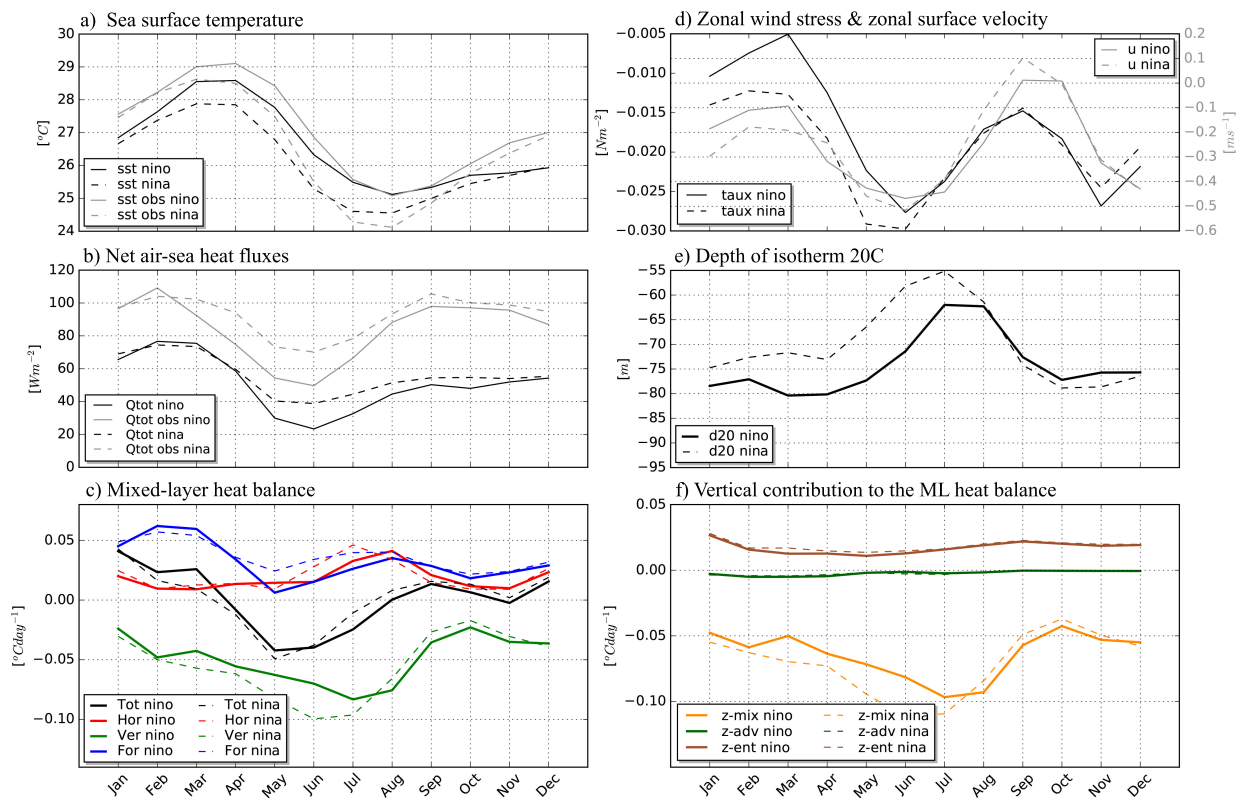 a) Sea surface temperature
30
29
28
27
26
25
24
[°C]
sst nino
sst nina
sst obs nino
sst obs nina
b) Net air-sea heat fluxes
120
100
80
60
40
20
0
[Wm⁻²]
Qtot nino
Qtot obs nino
Qtot nina
Qtot obs nina
c) Mixed-layer heat balance
0.05
0.00
−0.05
−0.10
[°Cday⁻¹]
Tot nino Tot nina
Hor nino Hor nina
Ver nino Ver nina
For nino For nina
Jan Feb Mar Apr May Jun Jul Aug Sep Oct Nov Dec
d) Zonal wind stress & zonal surface velocity
−0.005
−0.010
−0.015
−0.020
−0.025
−0.030
[Nm⁻²]
u nino
u nina
taux nino
taux nina
0.2
0.1
0.0
−0.1
−0.2
−0.3
−0.4
−0.5
−0.6
[ms⁻¹]
e) Depth of isotherm 20C
−55
−60
−65
−70
−75
−80
−85
−90
−95
[m]
d20 nino
d20 nina
f) Vertical contribution to the ML heat balance
0.05
0.00
−0.05
−0.10
[°Cday⁻¹]
z-mix nino z-mix nina
z-adv nino z-adv nina
z-ent nino z-ent nina
Jan Feb Mar Apr May Jun Jul Aug Sep Oct Nov Dec